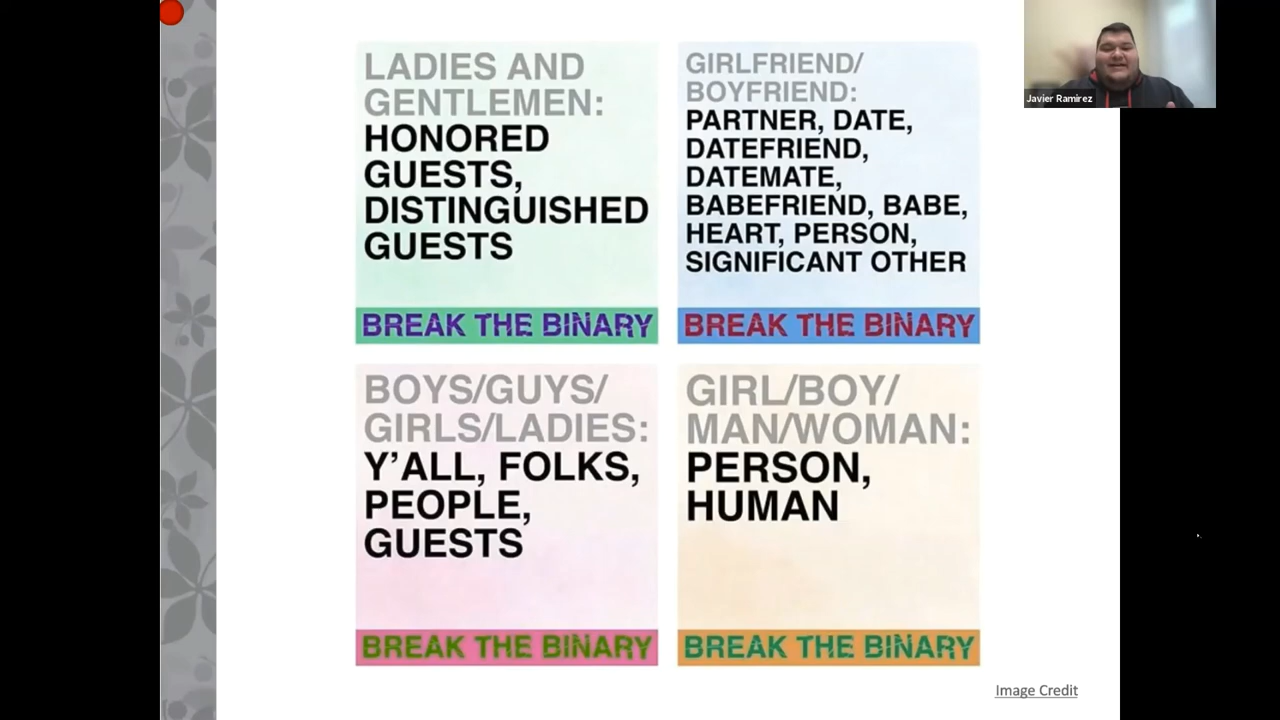 LADIES AND
GENTLEMEN:
HONORED
GUESTS,
DISTINGUISHED
GUESTS
BREAK THE BINARY
GIRLFRIEND/
BOYFRIEND:
PARTNER, DATE,
DATEFRIEND,
DATEMATE,
BABEFRIEND, BABE,
HEART, PERSON,
SIGNIFICANT OTHER
BREAK THE BINARY
BOYS/GUYS/
GIRLS/LADIES:
Y'ALL, FOLKS,
PEOPLE,
GUESTS
BREAK THE BINARY
GIRL/BOY/
MAN/WOMAN:
PERSON,
HUMAN
BREAK THE BINARY
Image Credit
Javier Ramirez